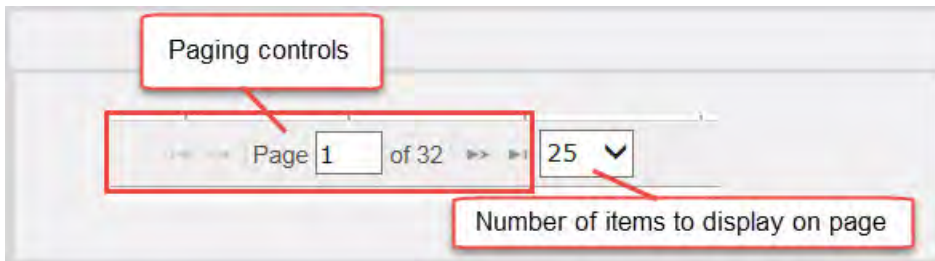 Paging controls
Page 1 of 32 25
Number of items to display on page